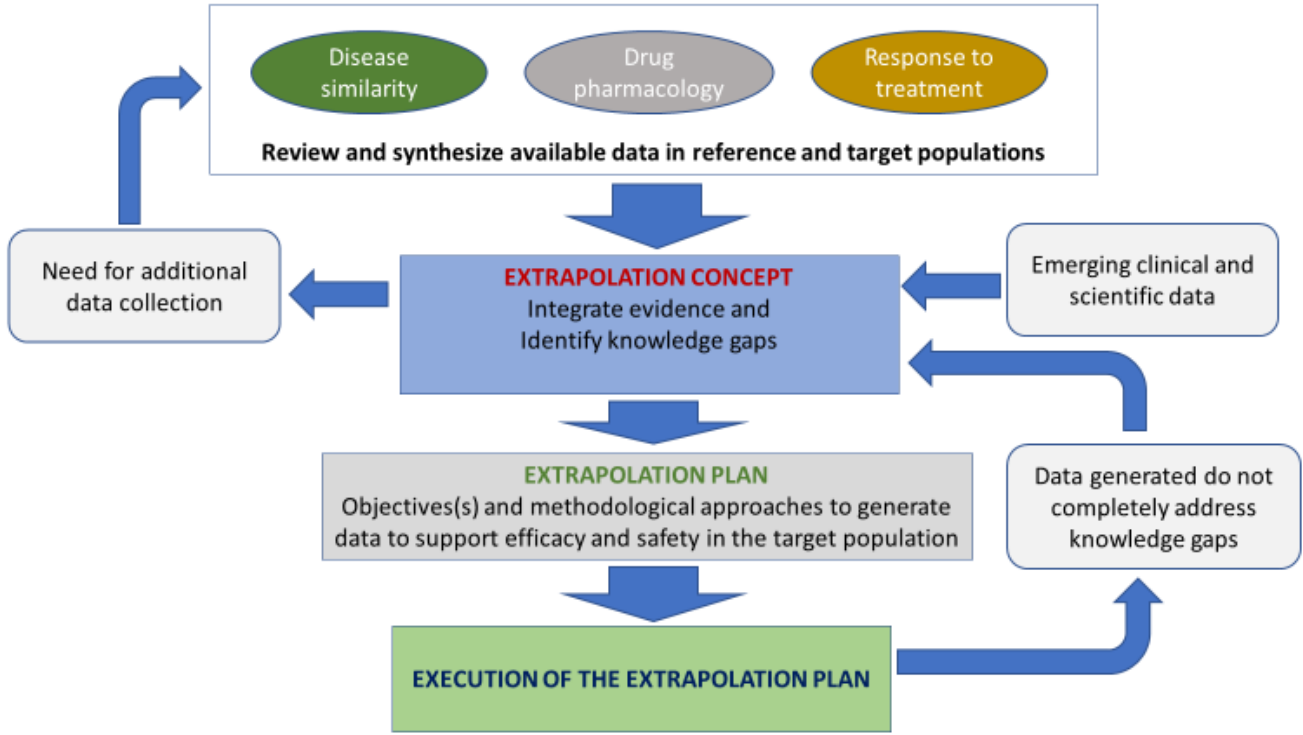 Disease
similarity
Drug
pharmacology
Response to
treatment
Review and synthesize available data in reference and target populations
Need for additional
data collection
EXTRAPOLATION CONCEPT
Integrate evidence and
Identify knowledge gaps
Emerging clinical and
scientific data
EXTRAPOLATION PLAN
Objectives(s) and methodological approaches to generate
data to support efficacy and safety in the target population
Data generated do not
completely address
knowledge gaps
EXECUTION OF THE EXTRAPOLATION PLAN